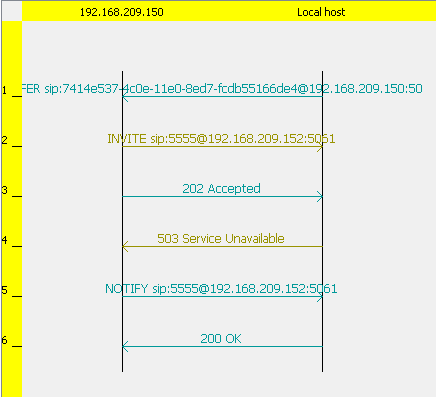 192.168.209.150 Local host
1 FER sip:7414e537-4c0e-11e0-8ed7-fcdb55166de4@192.168.209.150:50
2 INVITE sip:5555@192.168.209.152:5061
3 202 Accepted
4 503 Service Unavailable
5 NOTIFY sip:5555@192.168.209.152:5061
6 200 OK